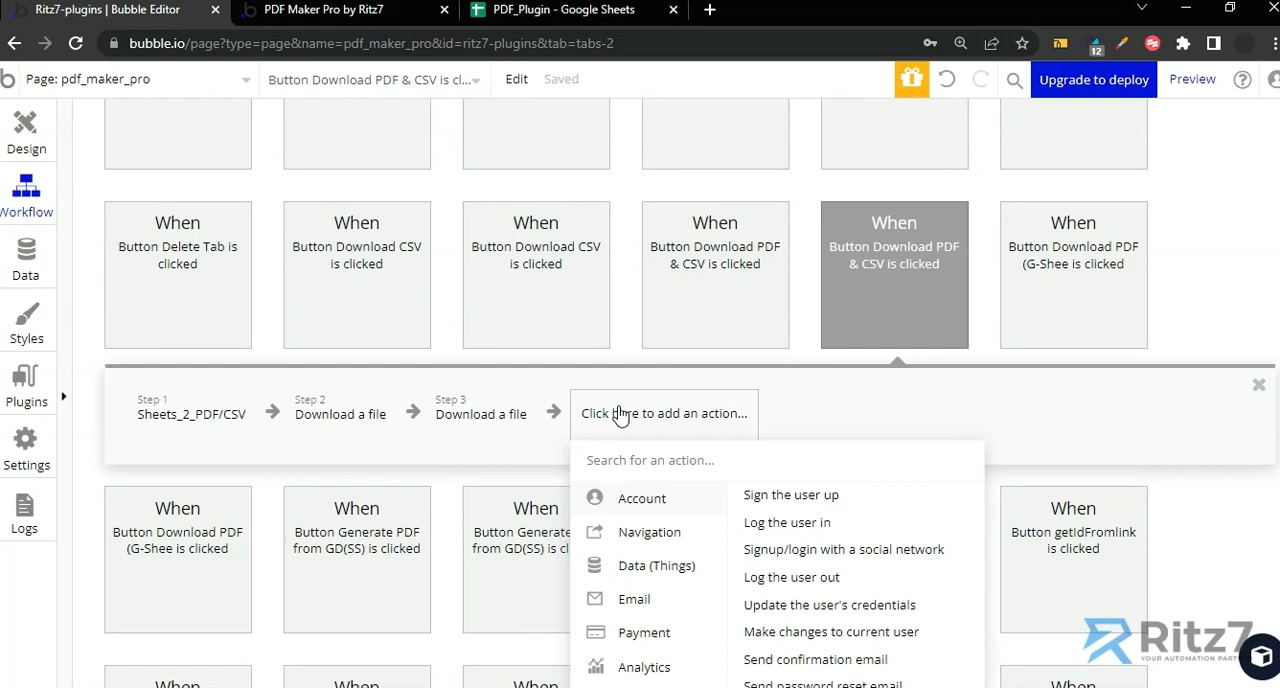 Ritz7-plugins | Bubble Editor
PDF Maker Pro by Ritz7
PDF_Plugin - Google Sheets
bubble.io/page?type=page&name=pdf_maker_pro&id=ritz7-plugins&tab=tabs-2
12
Page: pdf_maker_pro
Button Download PDF & CSV is cl...
Edit
Saved
Upgrade to deploy
Preview
Design
Workflow
Data
Styles
Plugins
Settings
Logs
When
Button Delete Tab is
clicked
When
Button Download CSV
is clicked
When
Button Download CSV
is clicked
When
Button Download PDF
& CSV is clicked
When
Button Download PDF
& CSV is clicked
When
Button Download PDF
(G-Shee is clicked
Step 1
Sheets_2_PDF/CSV
Step 2
Download a file
Step 3
Download a file
Click here to add an action...
Search for an action...
Account
Navigation
Data (Things)
Email
Payment
Analytics
Sign the user up
Log the user in
Signup/login with a social network
Log the user out
Update the user's credentials
Make changes to current user
Send confirmation email
Send password reset email
When
Button Download PDF
(G-Shee is clicked
When
Button Generate PDF
from GD(SS) is clicked
When
Button Genera
from GD(SS) is cl
When
Button getIdFromlink
is clicked
When
When
When
When
Ritz7
YOUR AUTOMATION